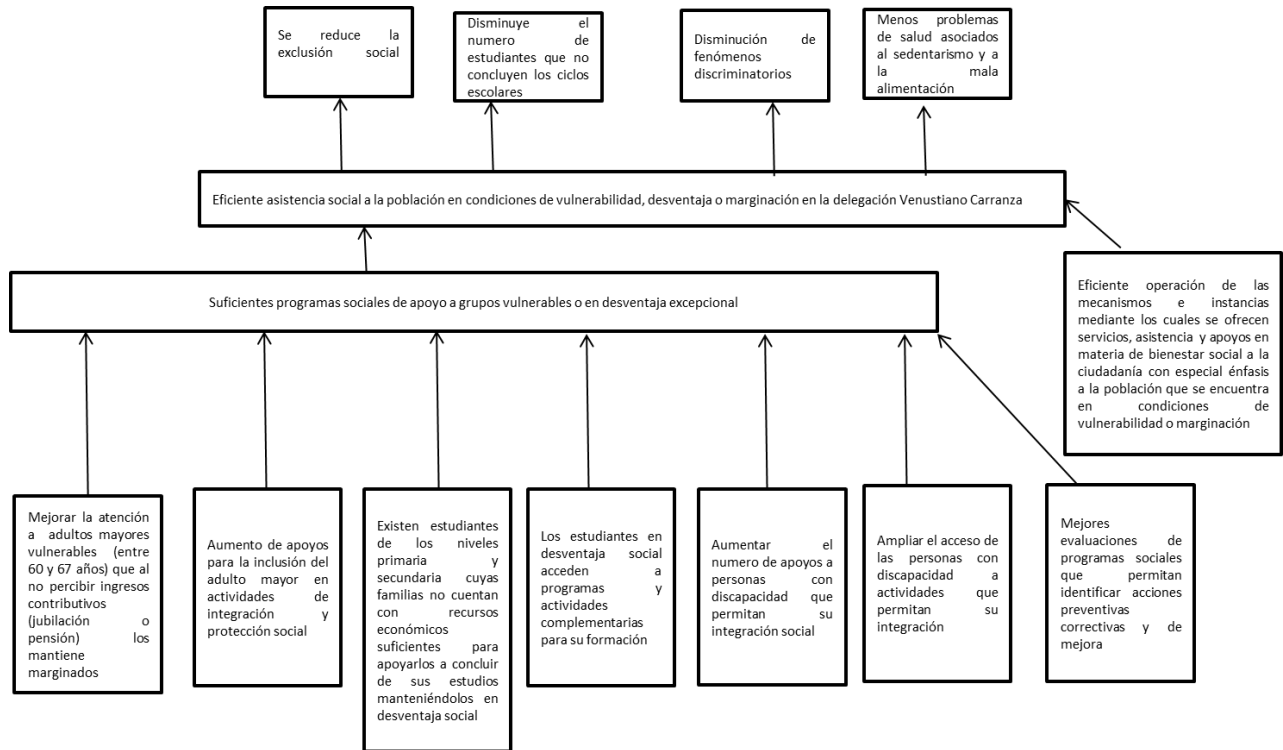 Se reduce la
exclusión social
Disminuye el
numero de
estudiantes que no
concluyen los ciclos
escolares
Disminución de
fenómenos
discriminatorios
Menos problemas
de salud asociados
al sedentarismo y a
la mala
alimentación
Eficiente asistencia social a la población en condiciones de vulnerabilidad, desventaja o marginación en la delegación Venustiano Carranza
Suficientes programas sociales de apoyo a grupos vulnerables o en desventaja excepcional
Eficiente operación de las
mecanismos e instancias
mediante los cuales se ofrecen
servicios, asistencia y apoyos en
materia de bienestar social a la
ciudadanía con especial énfasis
a la población que se encuentra
en condiciones de
vulnerabilidad o marginación
Mejorar la atención
a adultos mayores
vulnerables (entre
60 y 67 años) que al
no percibir ingresos
contributivos
(jubilación o
pensión) los
mantiene
marginados
Aumento de apoyos
para la inclusión del
adulto mayor en
actividades de
integración y
protección social
Existen estudiantes
de los niveles
primaria y
secundaria cuyas
familias no cuentan
con recursos
económicos
suficientes para
apoyarlos a concluir
de sus estudios
manteniéndolos en
desventaja social
Los estudiantes en
desventaja social
acceden a
programas y
actividades
complementarias
para su formación
Aumentar el
numero de apoyos a
personas con
discapacidad que
permitan su
integración social
Ampliar el acceso de
las personas con
discapacidad a
actividades que
permitan su
integración
Mejores
evaluaciones de
programas sociales
que permitan
identificar acciones
preventivas
correctivas y de
mejora